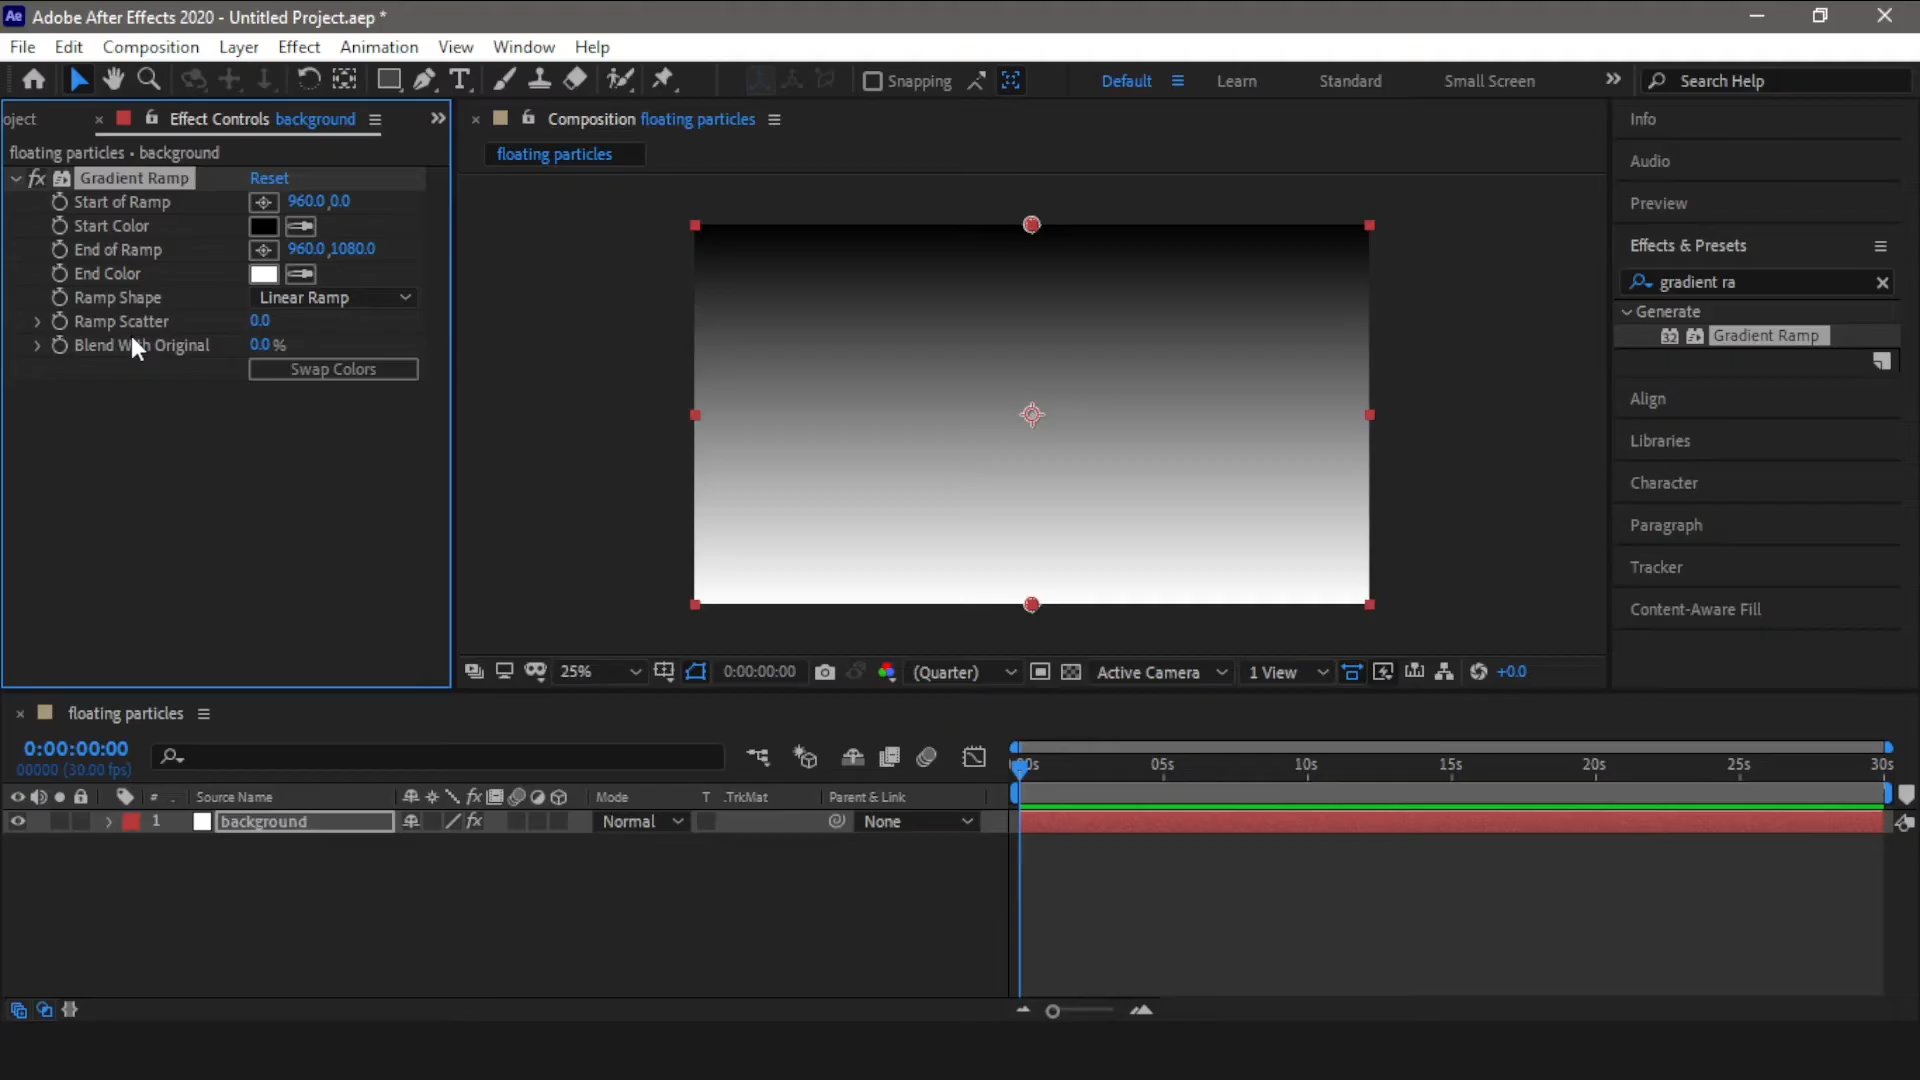 Ae Adobe After Effects 2020 - Untitled Project.aep *
File Edit Composition Layer Effect Animation View Window Help
T Snapping Default Learn Standard Small Screen Search Help
oject Effect Controls background
Composition floating particles
Info
floating particles • background
floating particles
Audio
fx Gradient Ramp Reset
Start of Ramp 960.0,0.0
Preview
Start Color
End of Ramp 960.0,1080.0
Effects & Presets
End Color
gradient ra
Ramp Shape Linear Ramp
Generate
Ramp Scatter 0.0
32 Gradient Ramp
Blend With Original 0.0 %
Swap Colors
Align
Libraries
Character
Paragraph
Tracker
Content-Aware Fill
25% 0:00:00:00 (Quarter) Active Camera 1 View +0.0
floating particles
0:00:00:00
00000 (30.00 fps)
00s 05s 10s 15s 20s 25s 30s
# . Source Name fx Mode T .TrkMat Parent & Link
1 background fx Normal None